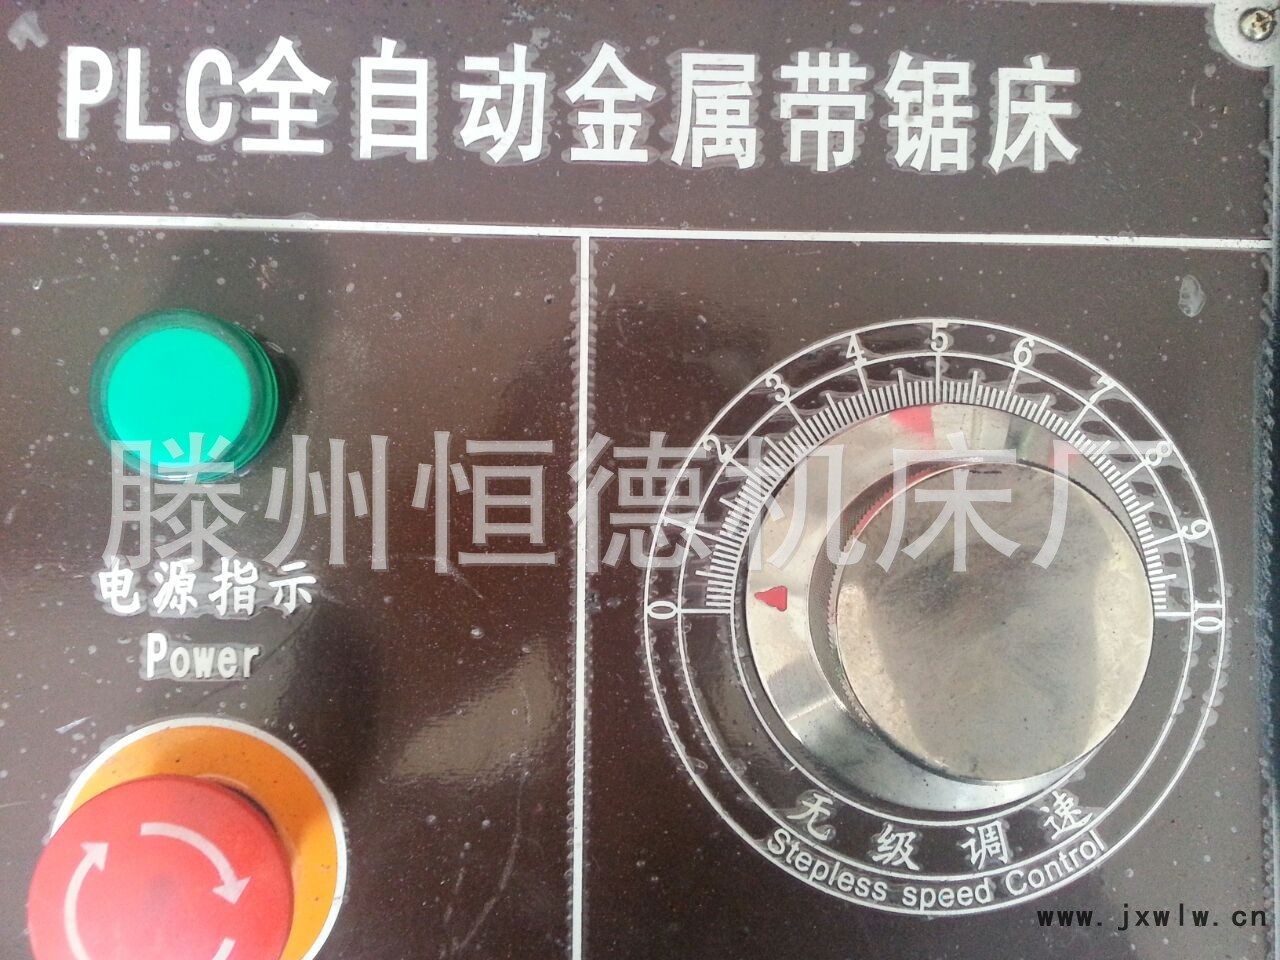 PLC全自动金属带锯床
0 1 2 3 4 5 6 7 8 9 10
滕州恒德机床厂
电源指示
Power
无级调速
Stepless speed Control
www.jxwlw.cn